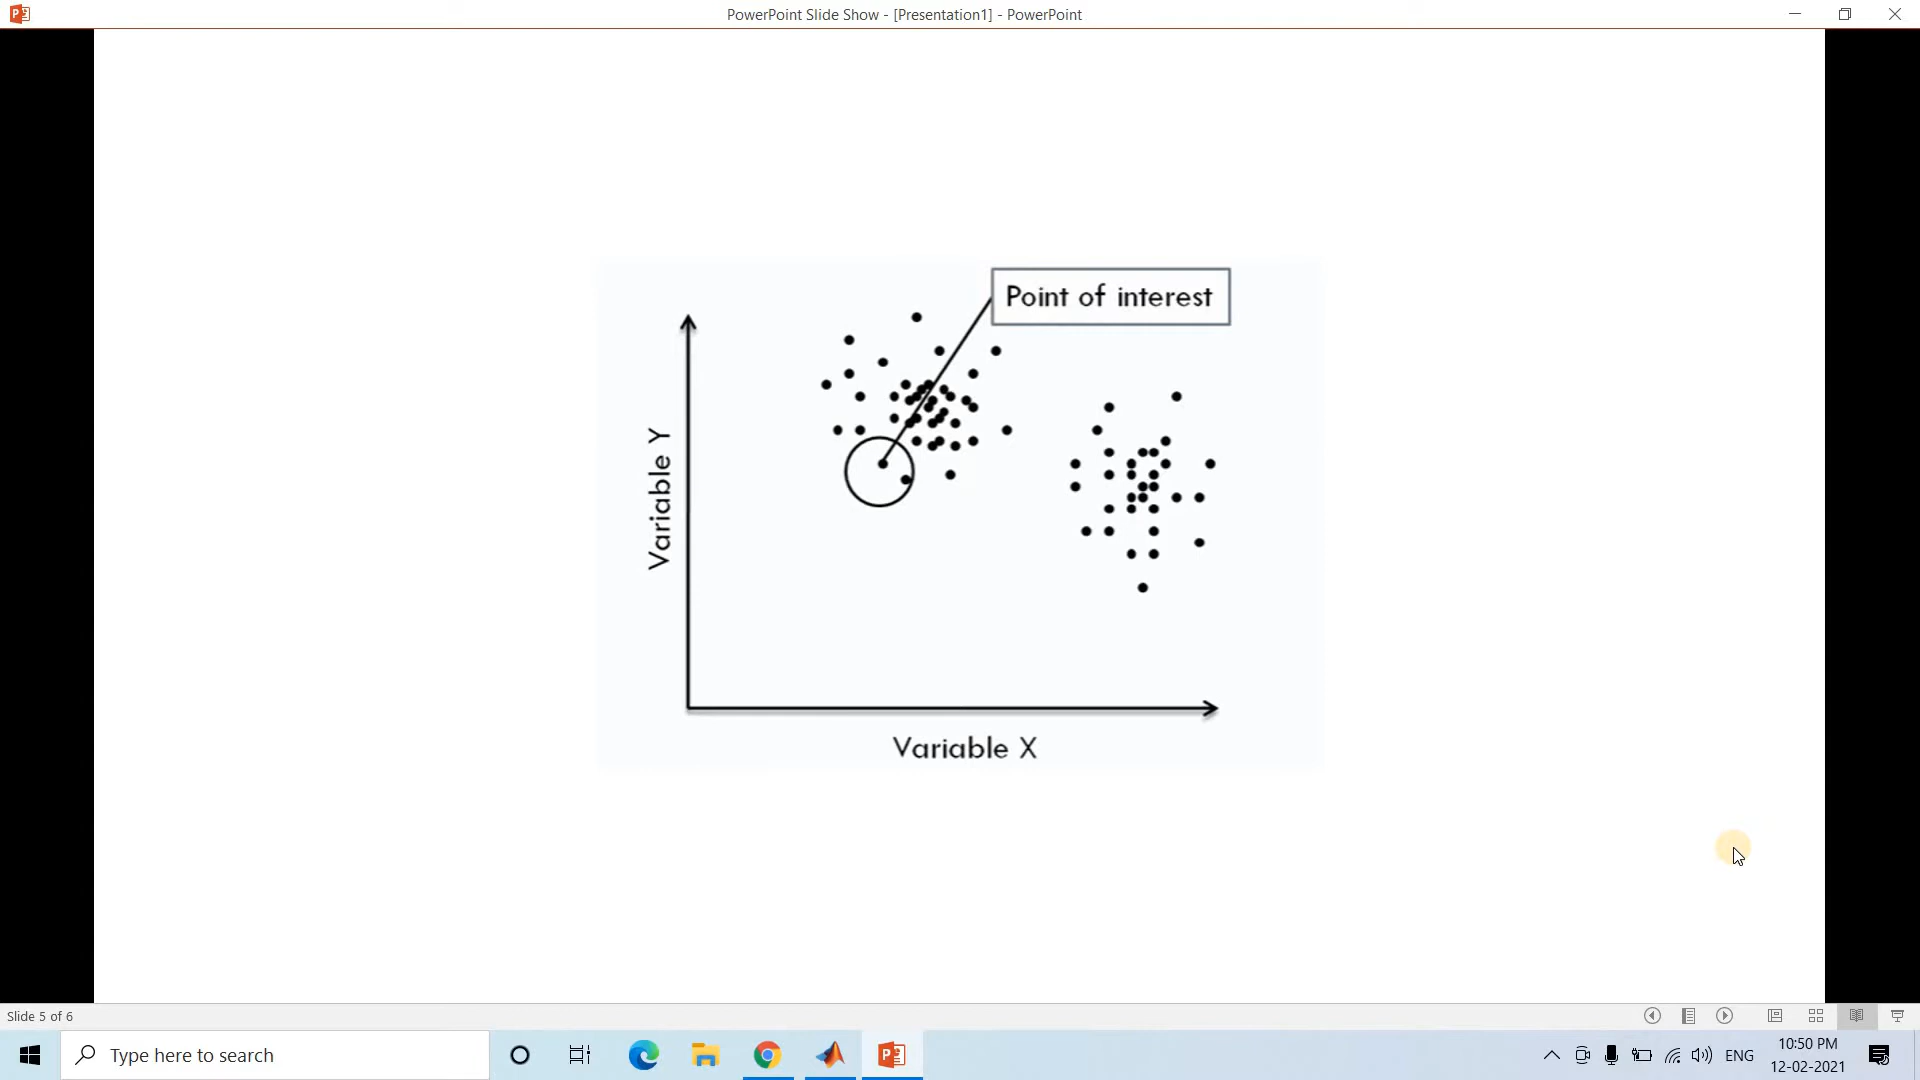 PowerPoint Slide Show - [Presentation1] - PowerPoint
Point of interest
Variable Y
Variable X
Slide 5 of 6
Type here to search
ENG
10:50 PM
12-02-2021